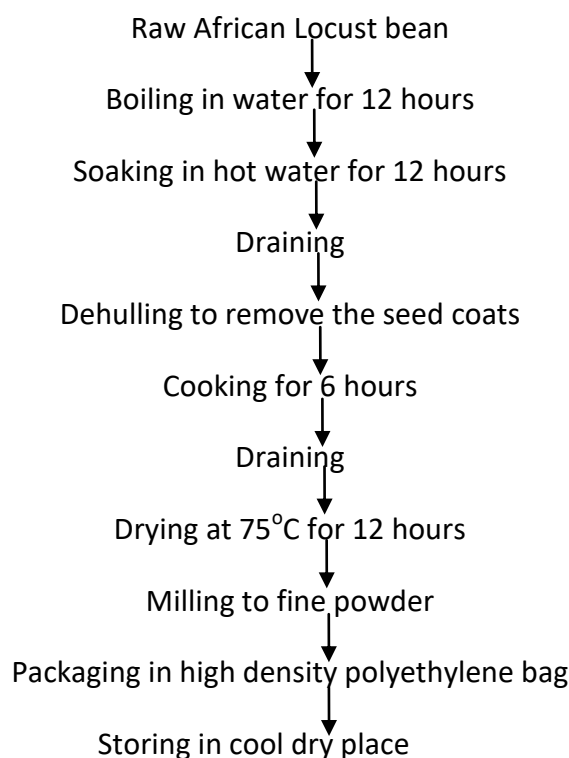 Raw African Locust bean
Boiling in water for 12 hours
Soaking in hot water for 12 hours
Draining
Dehulling to remove the seed coats
Cooking for 6 hours
Draining
Drying at 75°C for 12 hours
Milling to fine powder
Packaging in high density polyethylene bag
Storing in cool dry place